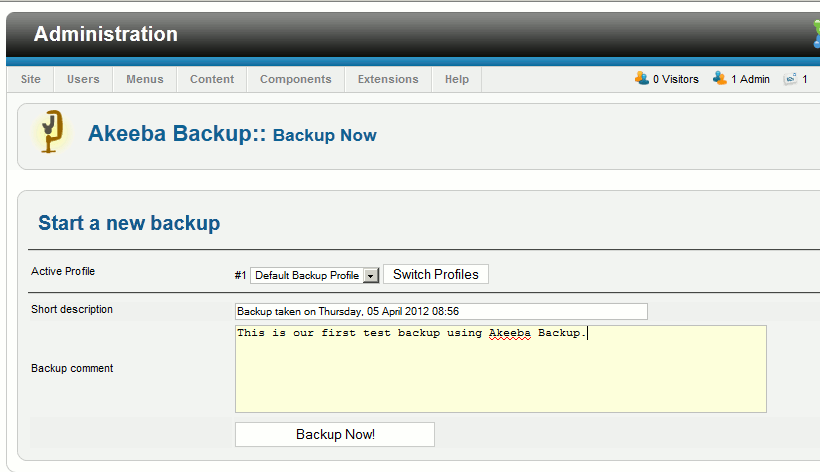 Administration
Site Users Menus Content Components Extensions Help 0 Visitors 1 Admin 1
Akeeba Backup:: Backup Now
Start a new backup
Active Profile #1 Default Backup Profile Switch Profiles
Short description Backup taken on Thursday, 05 April 2012 08:56
This is our first test backup using Akeeba Backup.
Backup comment
Backup Now!